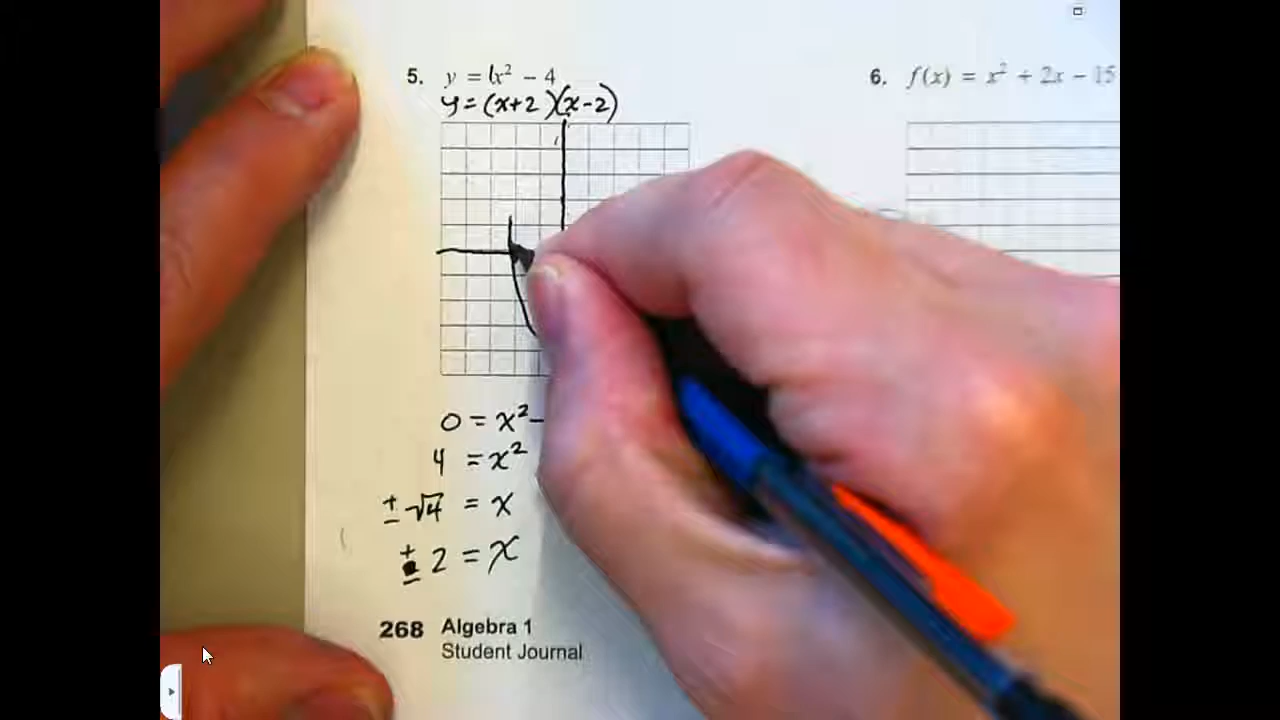 5. y = 1x² − 4
y = (x+2)(x-2)
6. f(x) = x² + 2x − 15
0 = x² -
4 = x²
± √4 = x
± 2 = x
268 Algebra 1
Student Journal